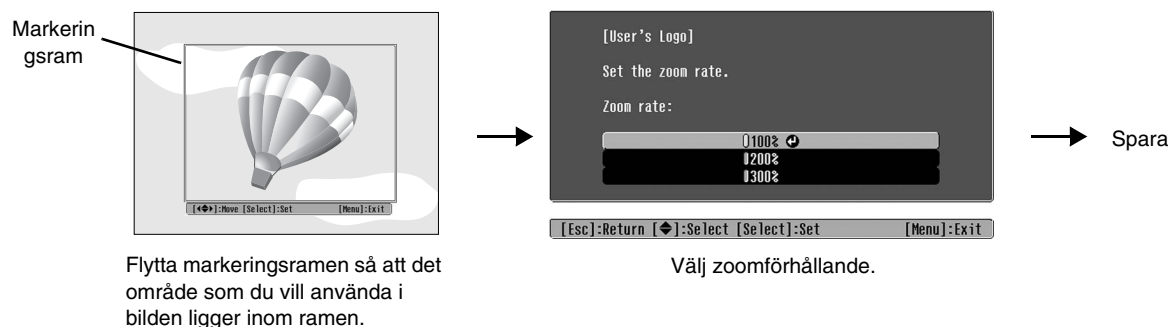 Markerin
gsram
[◀◆▶]:Move [Select]:Set [Menu]:Exit
Flytta markeringsramen så att det
område som du vill använda i
bilden ligger inom ramen.
[User's Logo]
Set the zoom rate.
Zoom rate:
100%
200%
300%
[Esc]:Return [◆]:Select [Select]:Set [Menu]:Exit
Välj zoomförhållande.
Spara